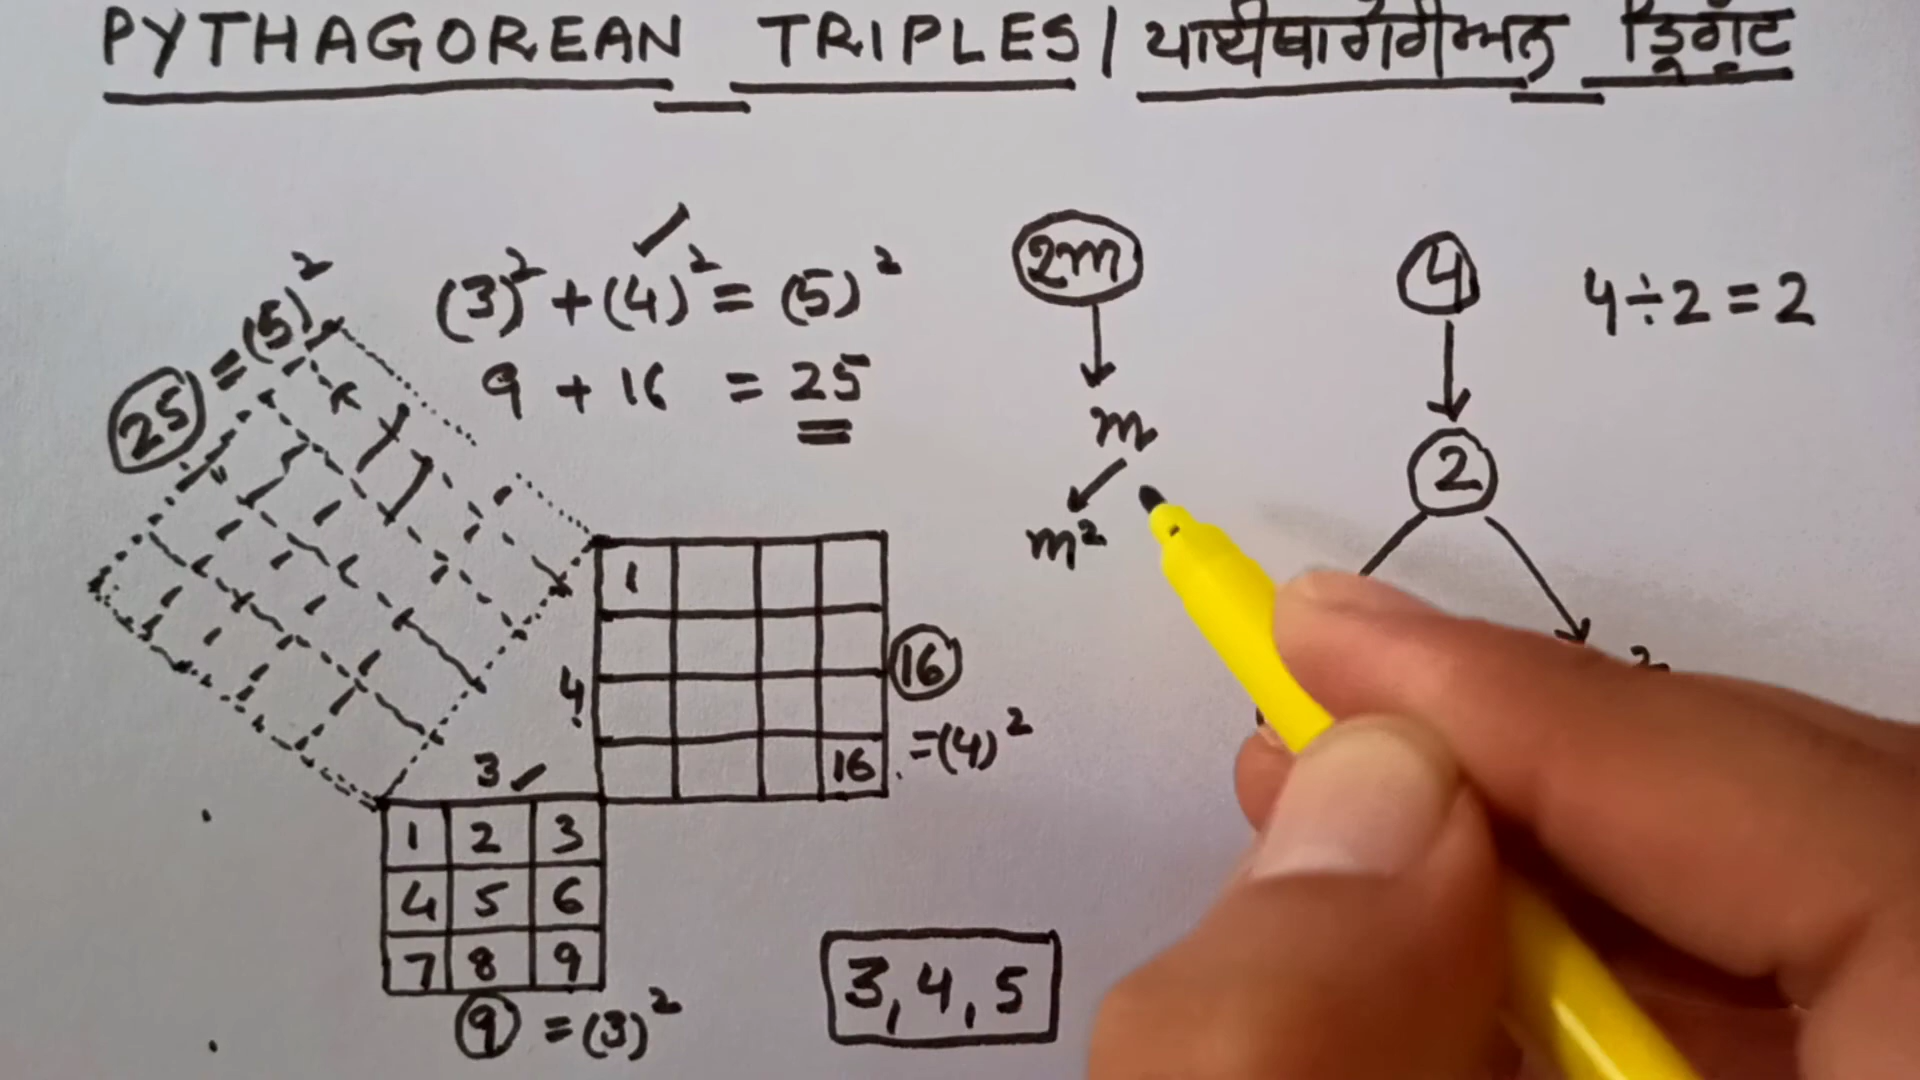 PYTHAGOREAN TRIPLES / ਪਾਈਥਾਗੋਰੀਅਨ ਤ੍ਰਿਗੁੱਟ
(3)² + (4)² = (5)²
9 + 16 = 25
25 = (5)²
2m
m
m²
4
4÷2=2
2
1
4
16
16 = (4)²
3
1 2 3
4 5 6
7 8 9
9 = (3)²
3, 4, 5